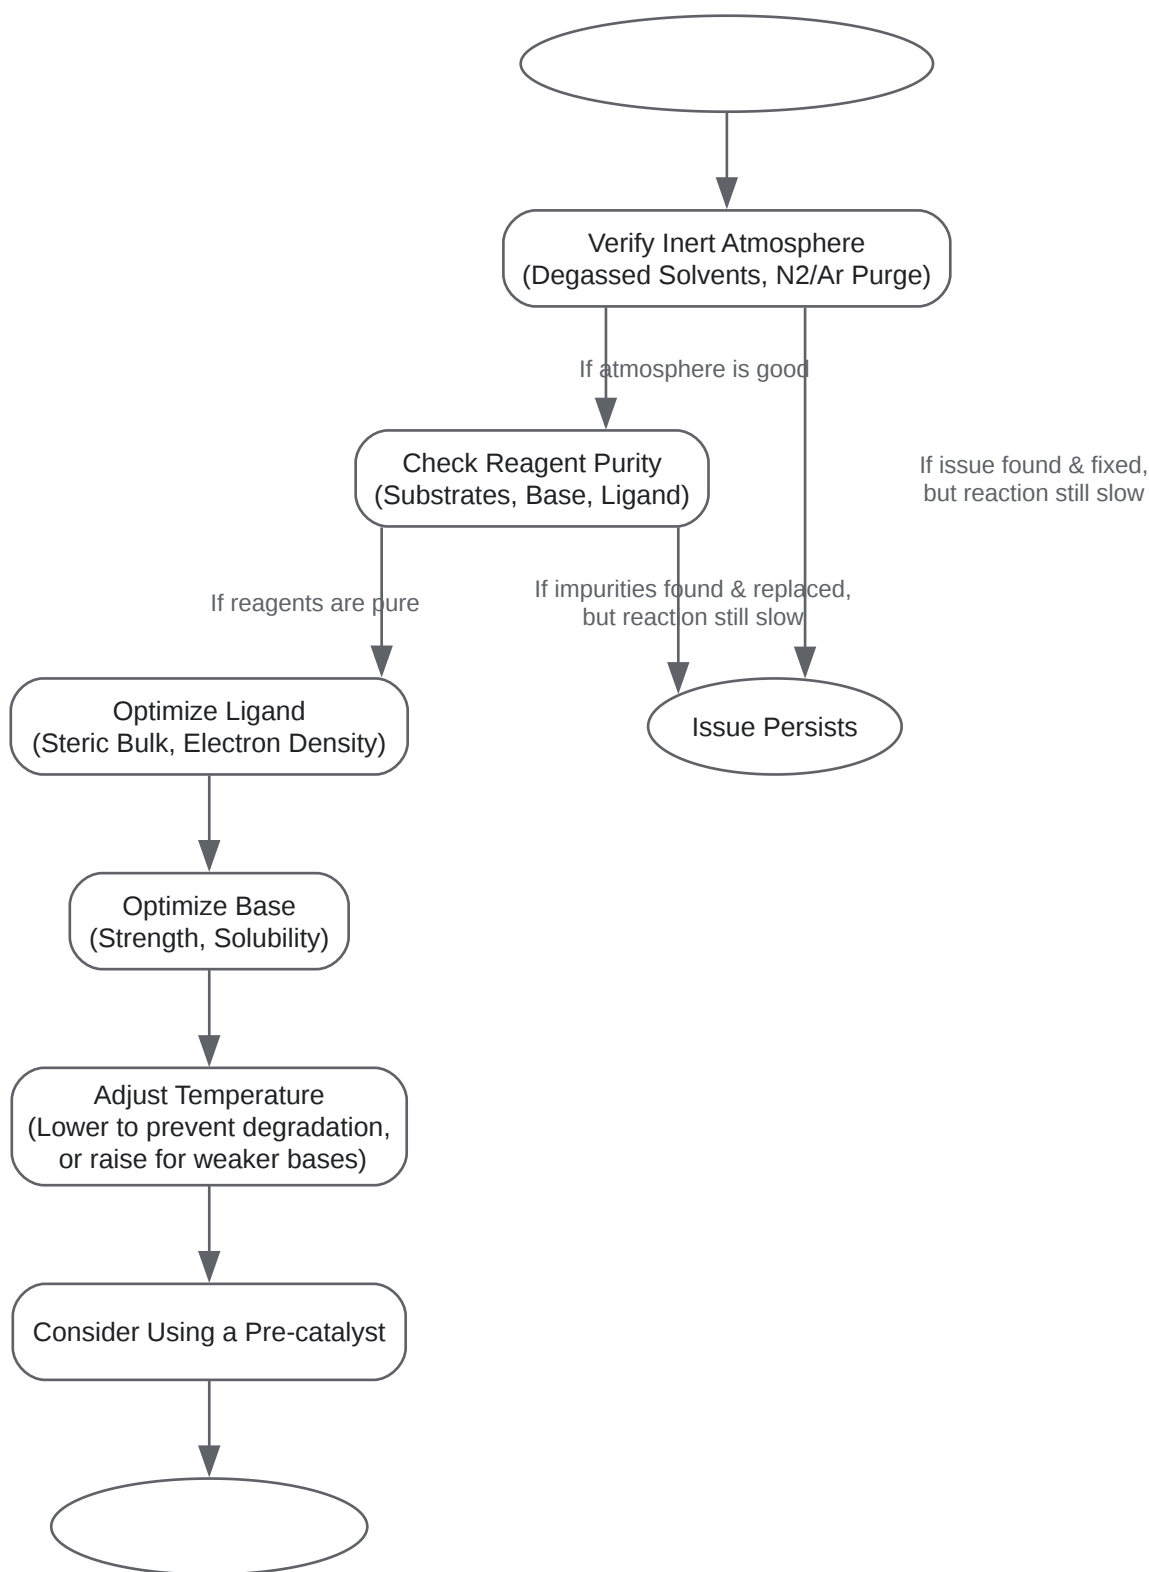 Verify Inert Atmosphere
(Degassed Solvents, N2/Ar Purge)
If atmosphere is good
Check Reagent Purity
(Substrates, Base, Ligand)
If issue found & fixed,
but reaction still slow
If reagents are pure
If impurities found & replaced,
but reaction still slow
Optimize Ligand
(Steric Bulk, Electron Density)
Issue Persists
Optimize Base
(Strength, Solubility)
Adjust Temperature
(Lower to prevent degradation,
or raise for weaker bases)
Consider Using a Pre-catalyst